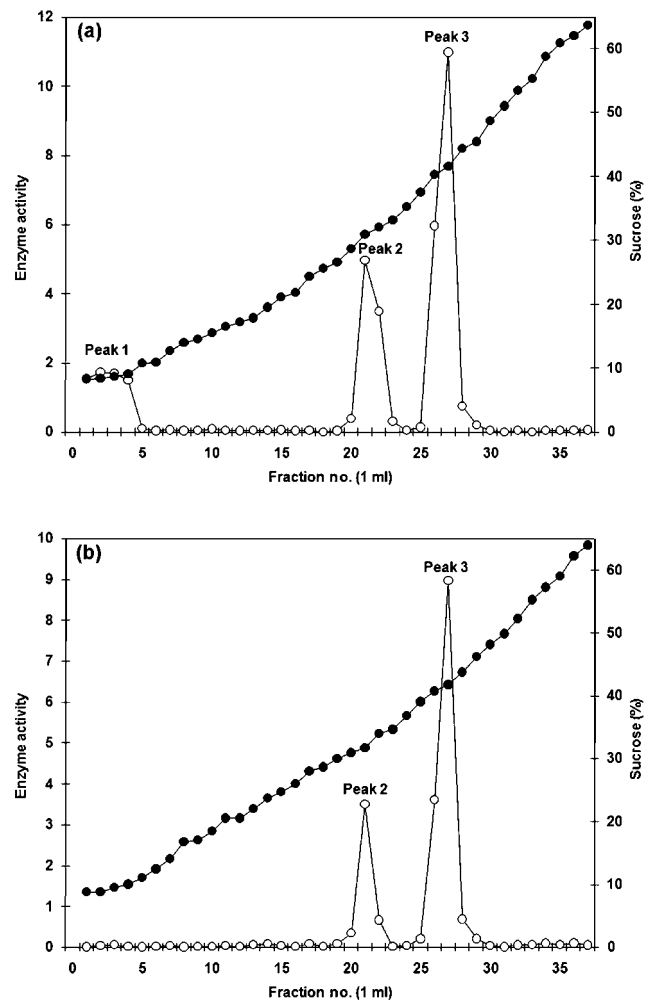 (a)
Peak 3
Peak 2
Peak 1
12
10
8
6
4
2
0
Enzyme activity
60
50
40
30
20
10
0
Sucrose (%)
0 5 10 15 20 25 30 35
Fraction no. (1 ml)
(b)
Peak 3
Peak 2
10
9
8
7
6
5
4
3
2
1
0
Enzyme activity
60
50
40
30
20
10
0
Sucrose (%)
0 5 10 15 20 25 30 35
Fraction no. (1 ml)